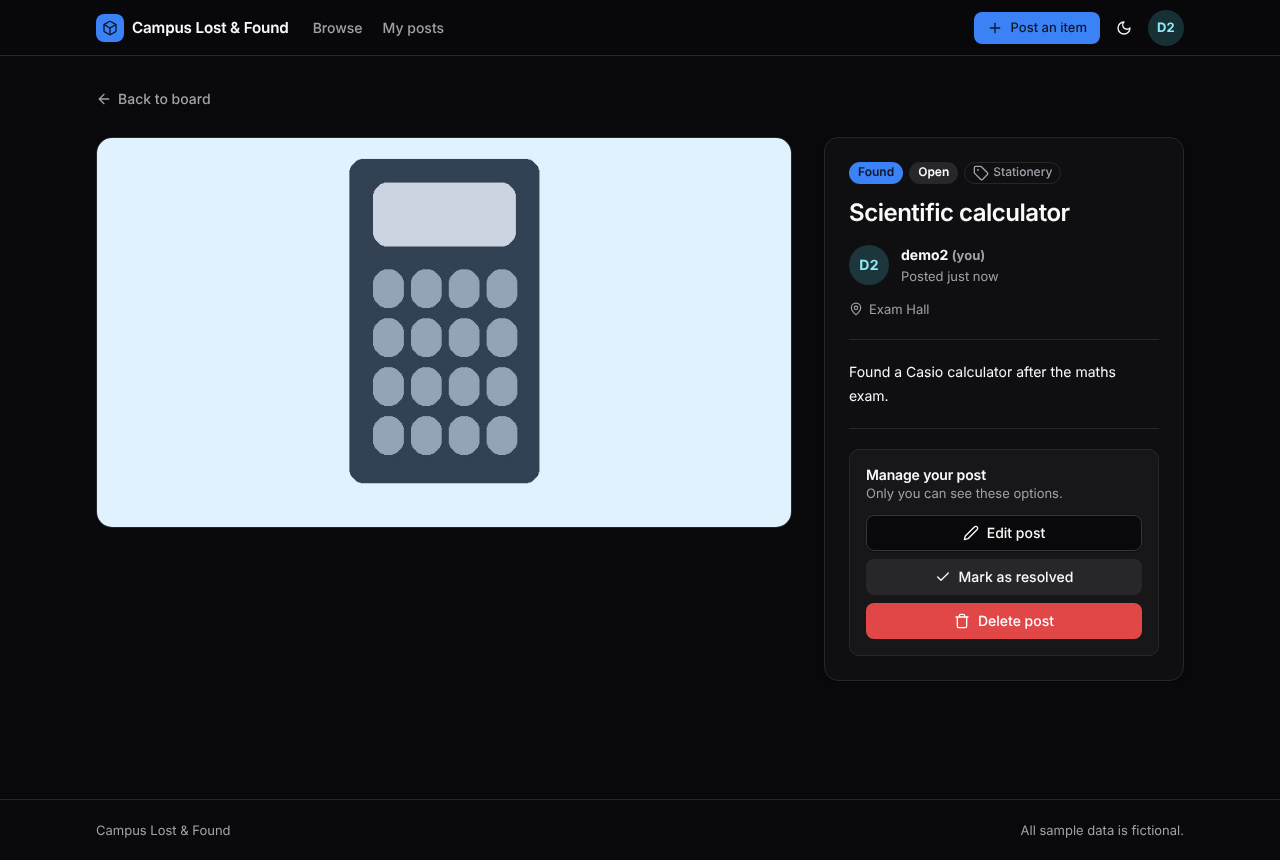 Campus Lost & Found
Browse
My posts
Post an item
D2
Back to board
Found
Open
Stationery
Scientific calculator
D2
demo2 (you)
Posted just now
Exam Hall
Found a Casio calculator after the maths
exam.
Manage your post
Only you can see these options.
Edit post
Mark as resolved
Delete post
Campus Lost & Found
All sample data is fictional.